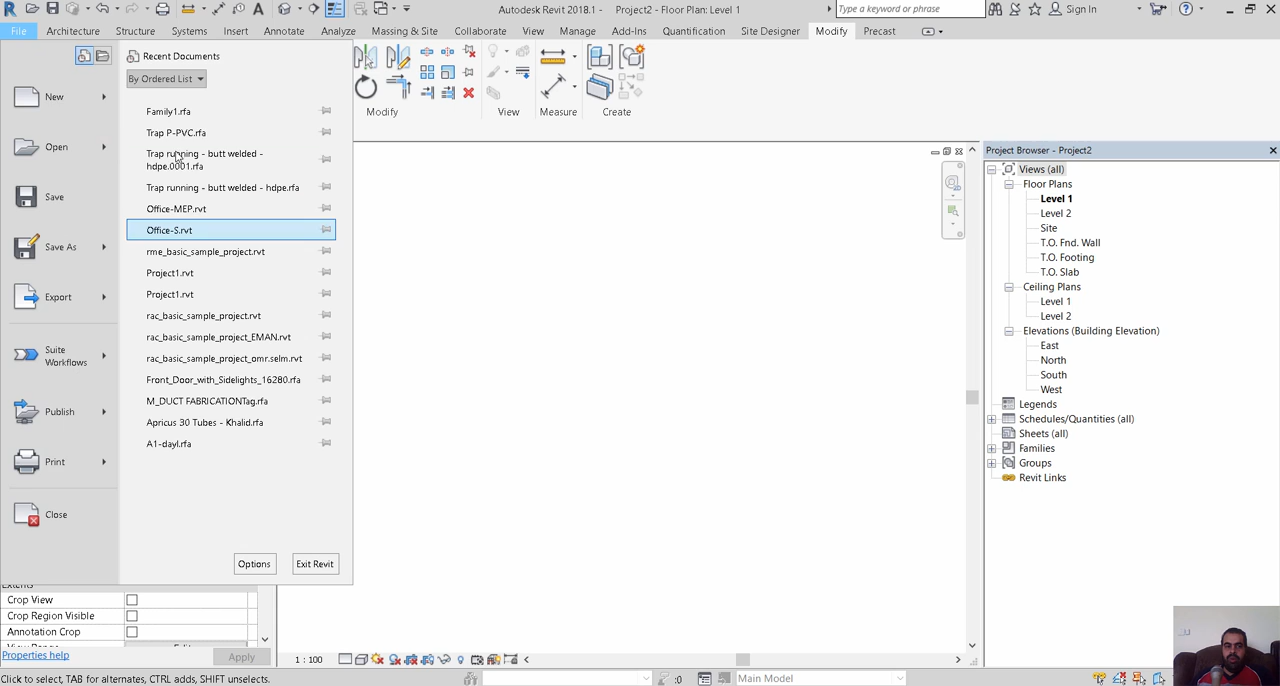 Autodesk Revit 2018.1 - Project2 - Floor Plan: Level 1
Type a keyword or phrase
Sign In
File Architecture Structure Systems Insert Annotate Analyze Massing & Site Collaborate View Manage Add-Ins Quantification Site Designer Modify Precast
Modify View Measure Create
Recent Documents
By Ordered List
New
Open
Save
Save As
Export
Suite
Workflows
Publish
Print
Close
Family1.rfa
Trap P-PVC.rfa
Trap running - butt welded -
hdpe.0001.rfa
Trap running - butt welded - hdpe.rfa
Office-MEP.rvt
Office-S.rvt
rme_basic_sample_project.rvt
Project1.rvt
Project1.rvt
rac_basic_sample_project.rvt
rac_basic_sample_project_EMAN.rvt
rac_basic_sample_project_omr.selm.rvt
Front_Door_with_Sidelights_16280.rfa
M_DUCT FABRICATIONTag.rfa
Apricus 30 Tubes - Khalid.rfa
A1-dayl.rfa
Options
Exit Revit
Project Browser - Project2
Views (all)
Floor Plans
Level 1
Level 2
Site
T.O. Fnd. Wall
T.O. Footing
T.O. Slab
Ceiling Plans
Level 1
Level 2
Elevations (Building Elevation)
East
North
South
West
Legends
Schedules/Quantities (all)
Sheets (all)
Families
Groups
Revit Links
Extents
Crop View
Crop Region Visible
Annotation Crop
View Range
Edit...
Properties help
Apply
1 : 100
Click to select, TAB for alternates, CTRL adds, SHIFT unselects.
:0
Main Model